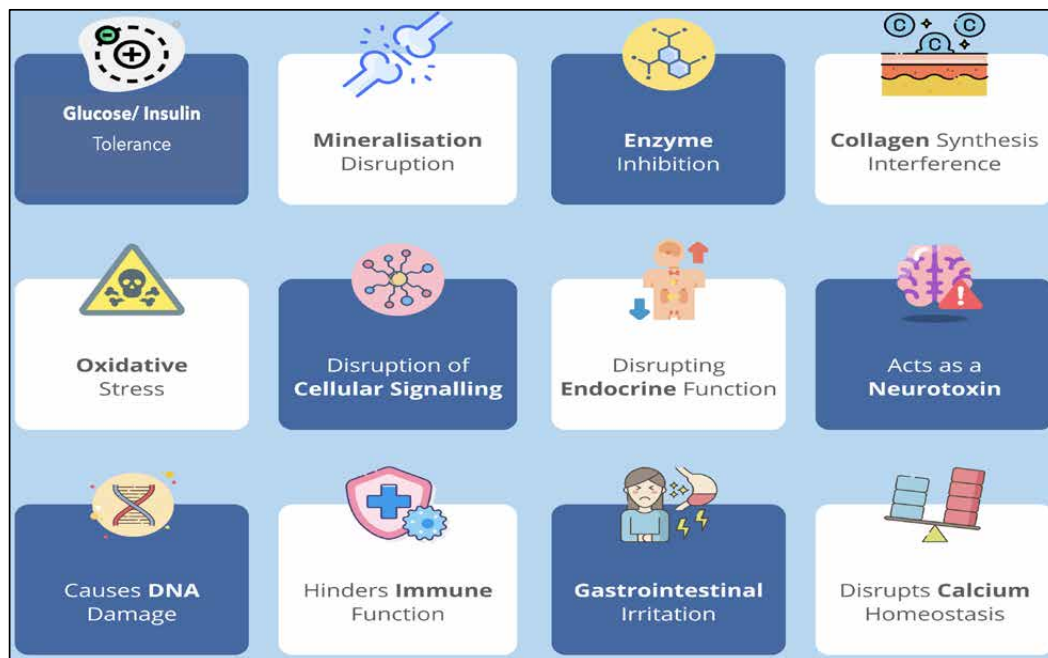 C C
C
Glucose/ Insulin
Tolerance
Mineralisation
Disruption
Enzyme
Inhibition
Collagen Synthesis
Interference
Oxidative
Stress
Disruption of
Cellular Signalling
Disrupting
Endocrine Function
Acts as a
Neurotoxin
Causes DNA
Damage
Hinders Immune
Function
Gastrointestinal
Irritation
Disrupts Calcium
Homeostasis